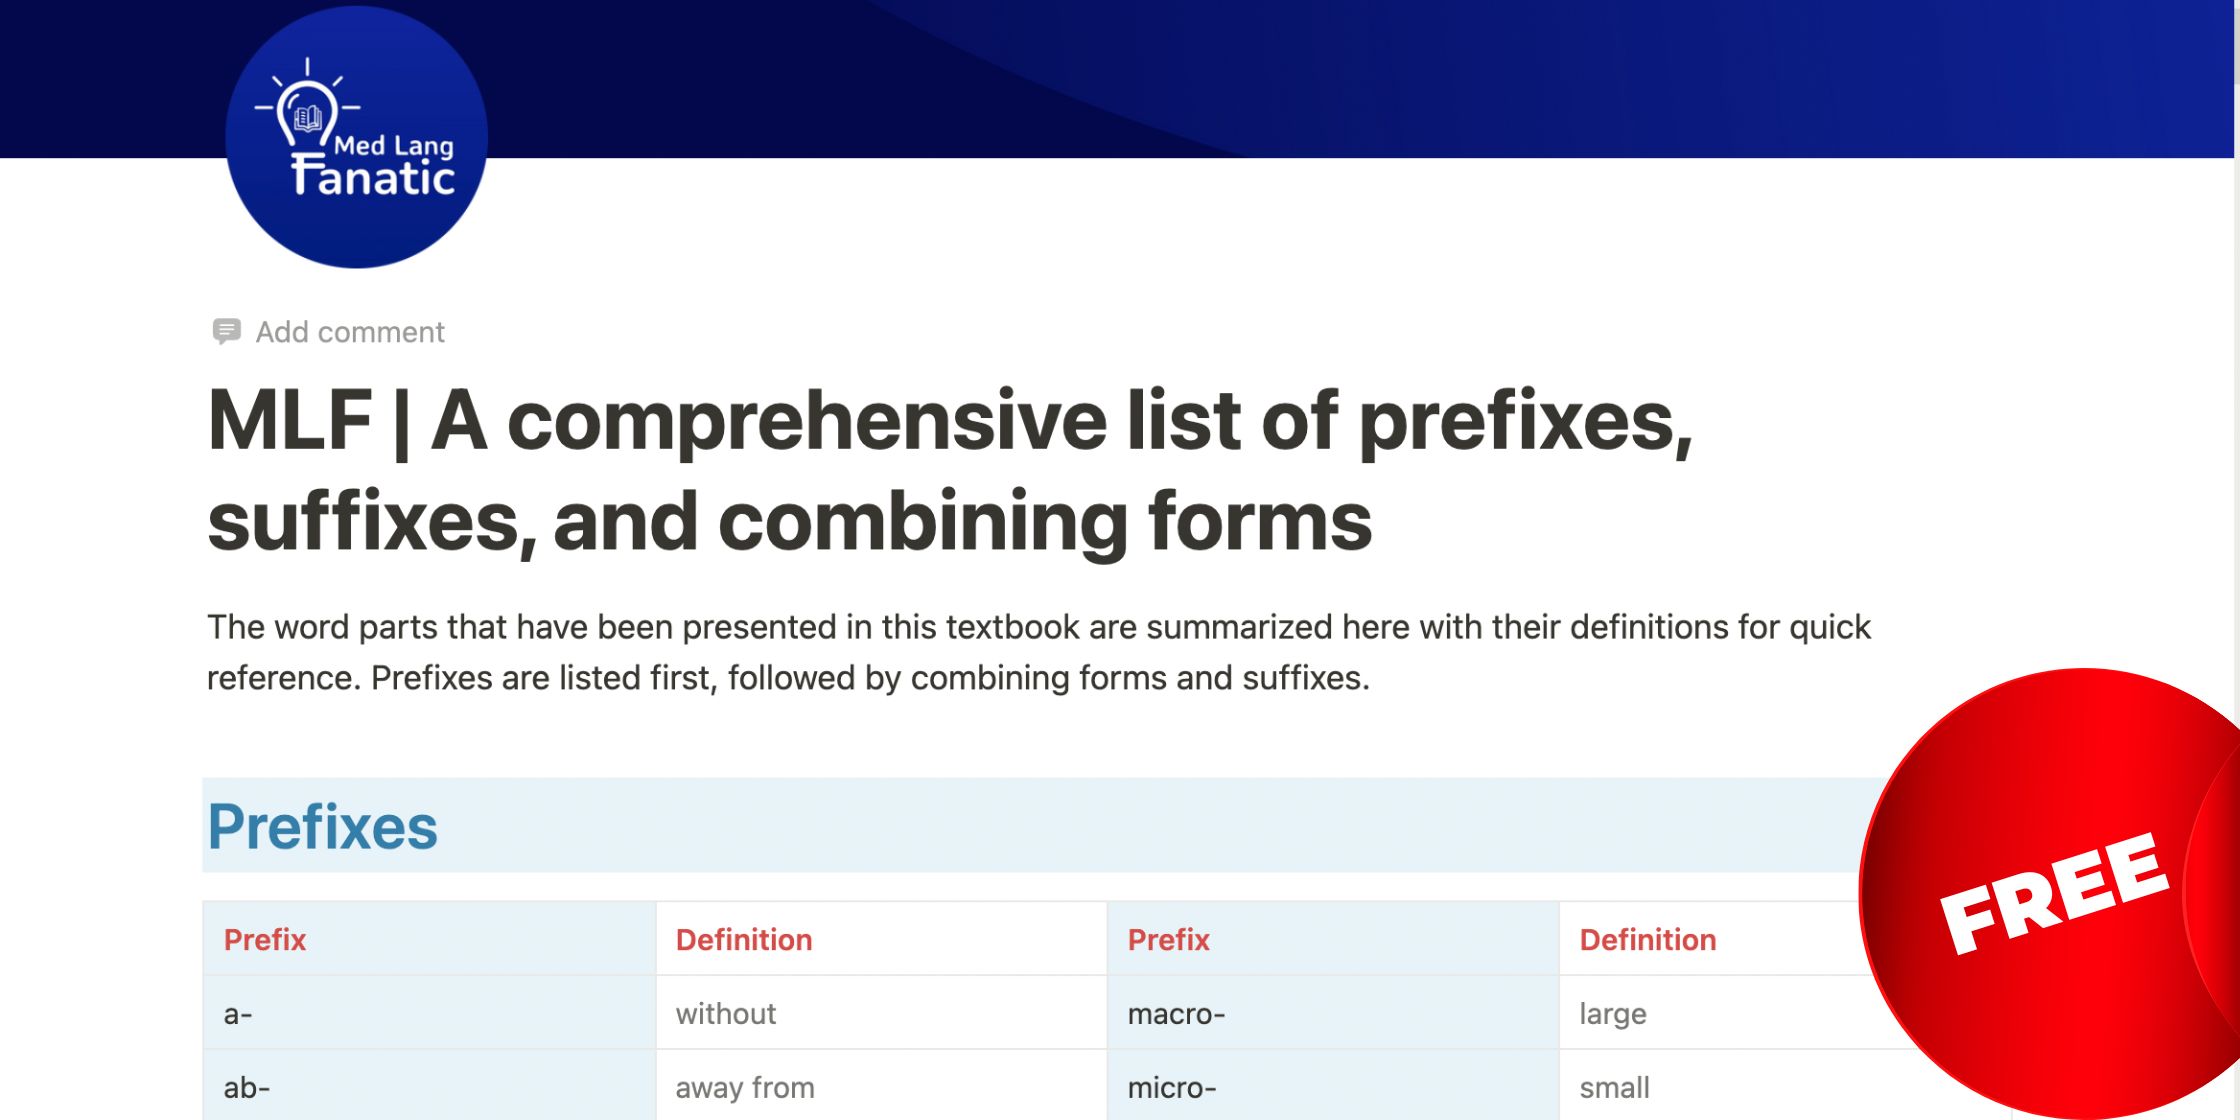 Med Lang
Fanatic
Add comment
MLF | A comprehensive list of prefixes,
suffixes, and combining forms
The word parts that have been presented in this textbook are summarized here with their definitions for quick
reference. Prefixes are listed first, followed by combining forms and suffixes.
Prefixes
Prefix Definition Prefix Definition
a- without macro- large
ab- away from micro- small
FREE